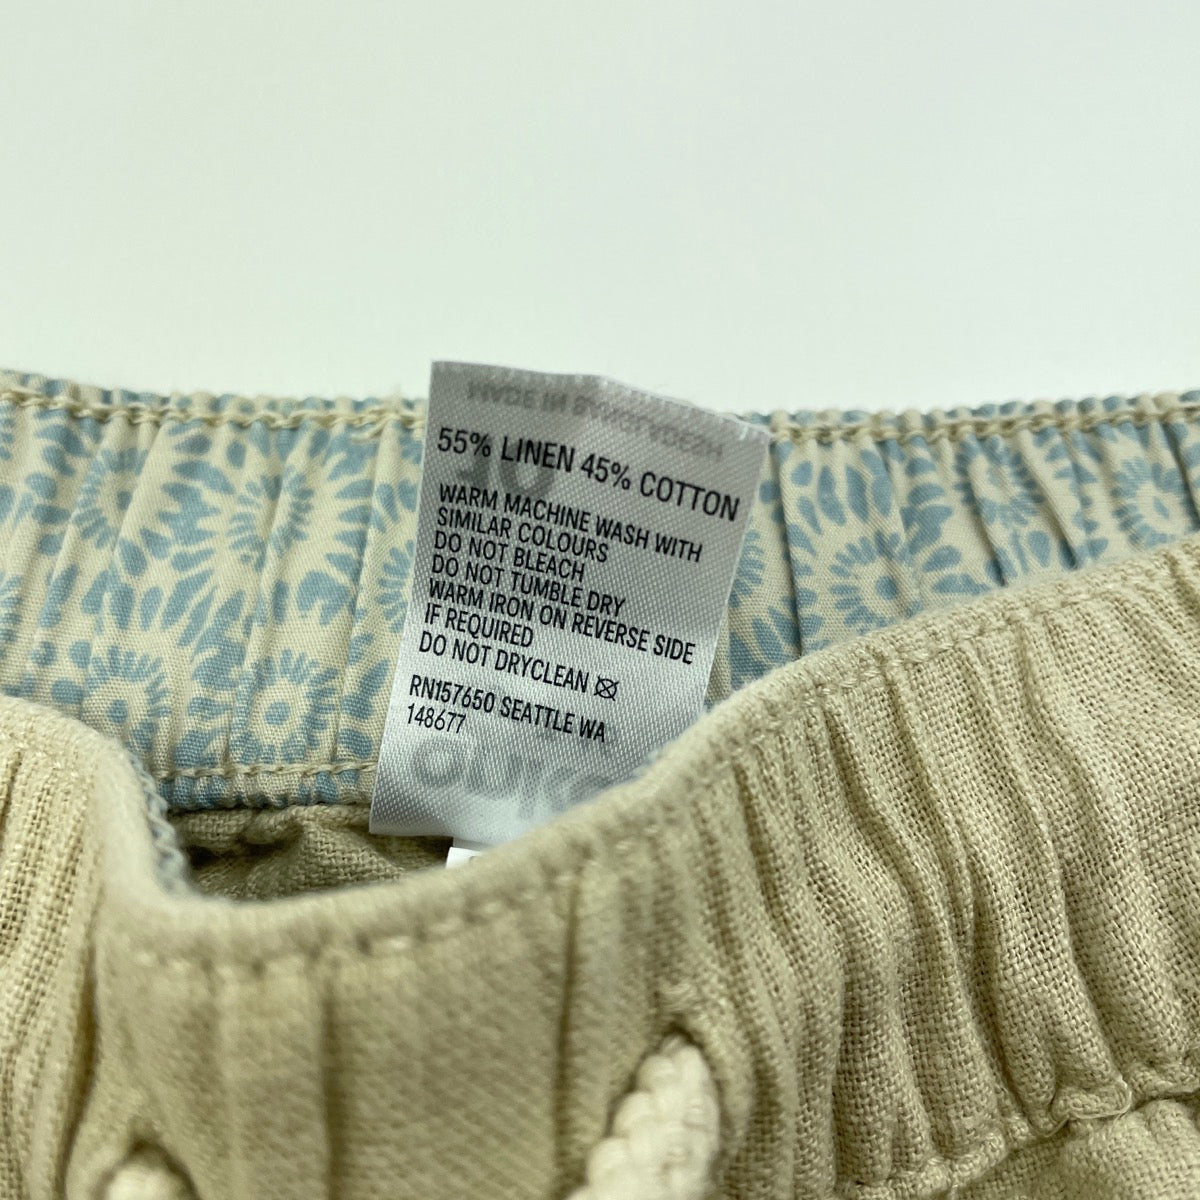 55% LINEN 45% COTTON
WARM MACHINE WASH WITH
SIMILAR COLOURS
DO NOT BLEACH
DO NOT TUMBLE DRY
WARM IRON ON REVERSE SIDE
IF REQUIRED
DO NOT DRYCLEAN
RN157650 SEATTLE WA
148677